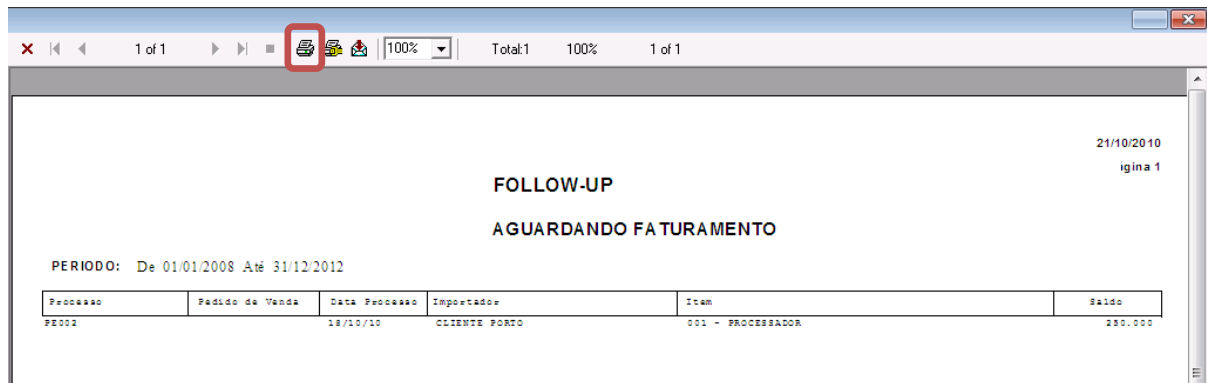 1 of 1 100% Total:1 100% 1 of 1
21/10/2010
igina 1
FOLLOW-UP
AGUARDANDO FATURAMENTO
PERIODO: De 01/01/2008 Até 31/12/2012
Processo Pedido de Venda Data Processo Importador Item Saldo
PE002 18/10/10 CLIENTE PORTO 001 - PROCESSADOR 250.000